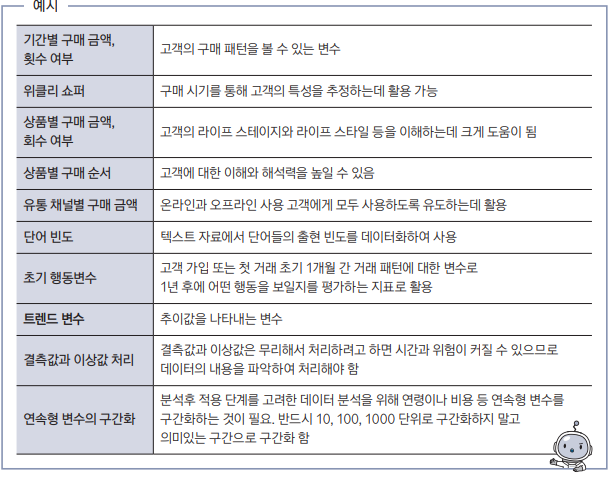 예시
기간별 구매 금액,
횟수 여부
고객의 구매 패턴을 볼 수 있는 변수
위클리 쇼퍼
구매 시기를 통해 고객의 특성을 추정하는데 활용 가능
상품별 구매 금액,
회수 여부
고객의 라이프 스테이지와 라이프 스타일 등을 이해하는데 크게 도움이 됨
상품별 구매 순서
고객에 대한 이해와 해석력을 높일 수 있음
유통 채널별 구매 금액
온라인과 오프라인 사용 고객에게 모두 사용하도록 유도하는데 활용
단어 빈도
텍스트 자료에서 단어들의 출현 빈도를 데이터화하여 사용
초기 행동변수
고객 가입 또는 첫 거래 초기 1개월 간 거래 패턴에 대한 변수로
1년 후에 어떤 행동을 보일지를 평가하는 지표로 활용
트렌드 변수
추이값을 나타내는 변수
결측값과 이상값 처리
결측값과 이상값은 무리해서 처리하려고 하면 시간과 위험이 커질 수 있으므로
데이터의 내용을 파악하여 처리해야 함
연속형 변수의 구간화
분석후 적용 단계를 고려한 데이터 분석을 위해 연령이나 비용 등 연속형 변수를
구간화하는 것이 필요. 반드시 10, 100, 1000 단위로 구간화하지 말고
의미있는 구간으로 구간화 함